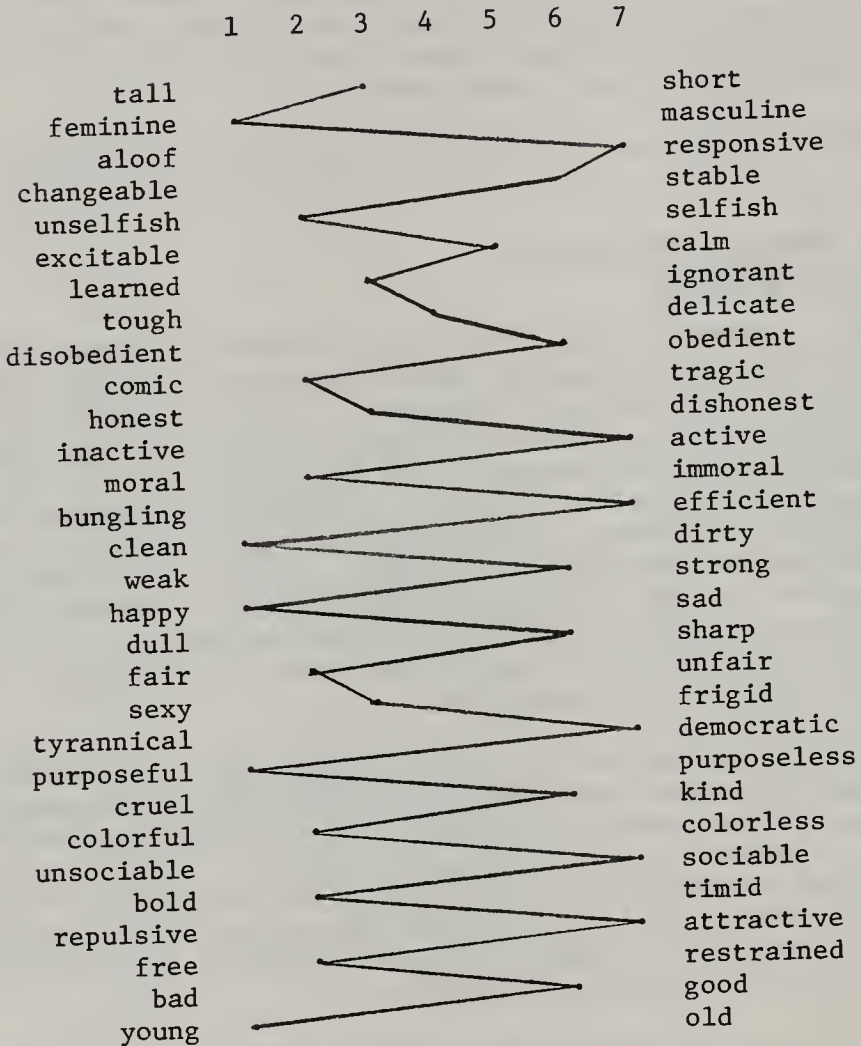 1 2 3 4 5 6 7
tall short
feminine masculine
aloof responsive
changeable stable
unselfish selfish
excitable calm
learned ignorant
tough delicate
disobedient obedient
comic tragic
honest dishonest
inactive active
moral immoral
bungling efficient
clean dirty
weak strong
happy sad
dull sharp
fair unfair
sexy frigid
tyrannical democratic
purposeful purposeless
cruel kind
colorful colorless
unsociable sociable
bold timid
repulsive attractive
free restrained
bad good
young old